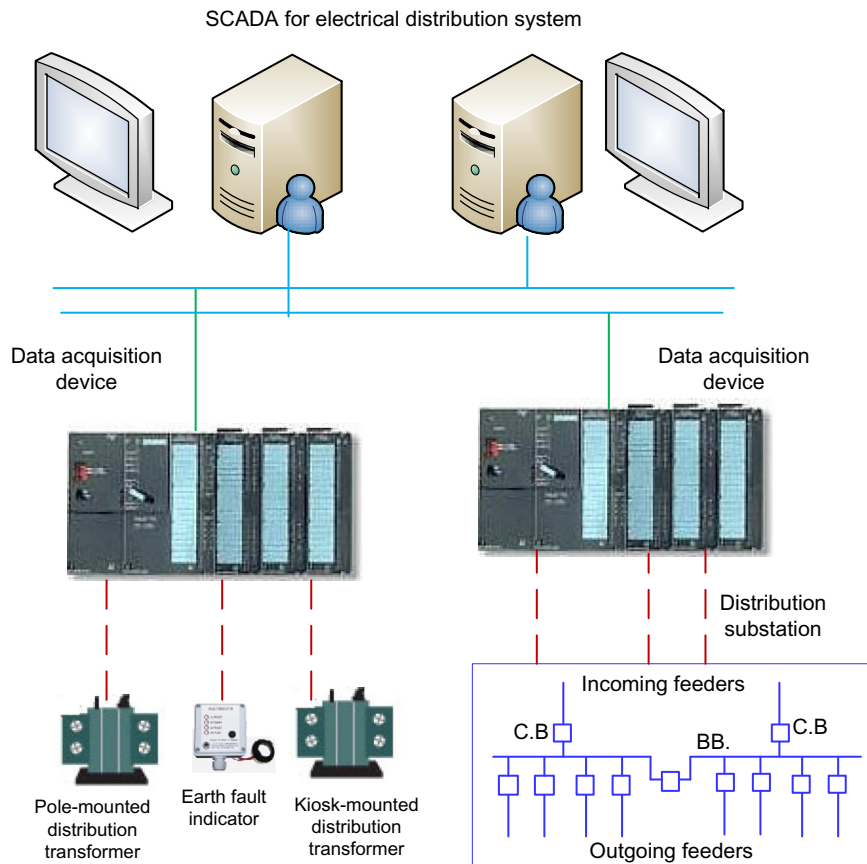 SCADA for electrical distribution system
Data acquisition
device
Data acquisition
device
Distribution
substation
Incoming feeders
C.B
C.B
BB.
Outgoing feeders
Pole-mounted
distribution
transformer
Earth fault
indicator
Kiosk-mounted
distribution
transformer